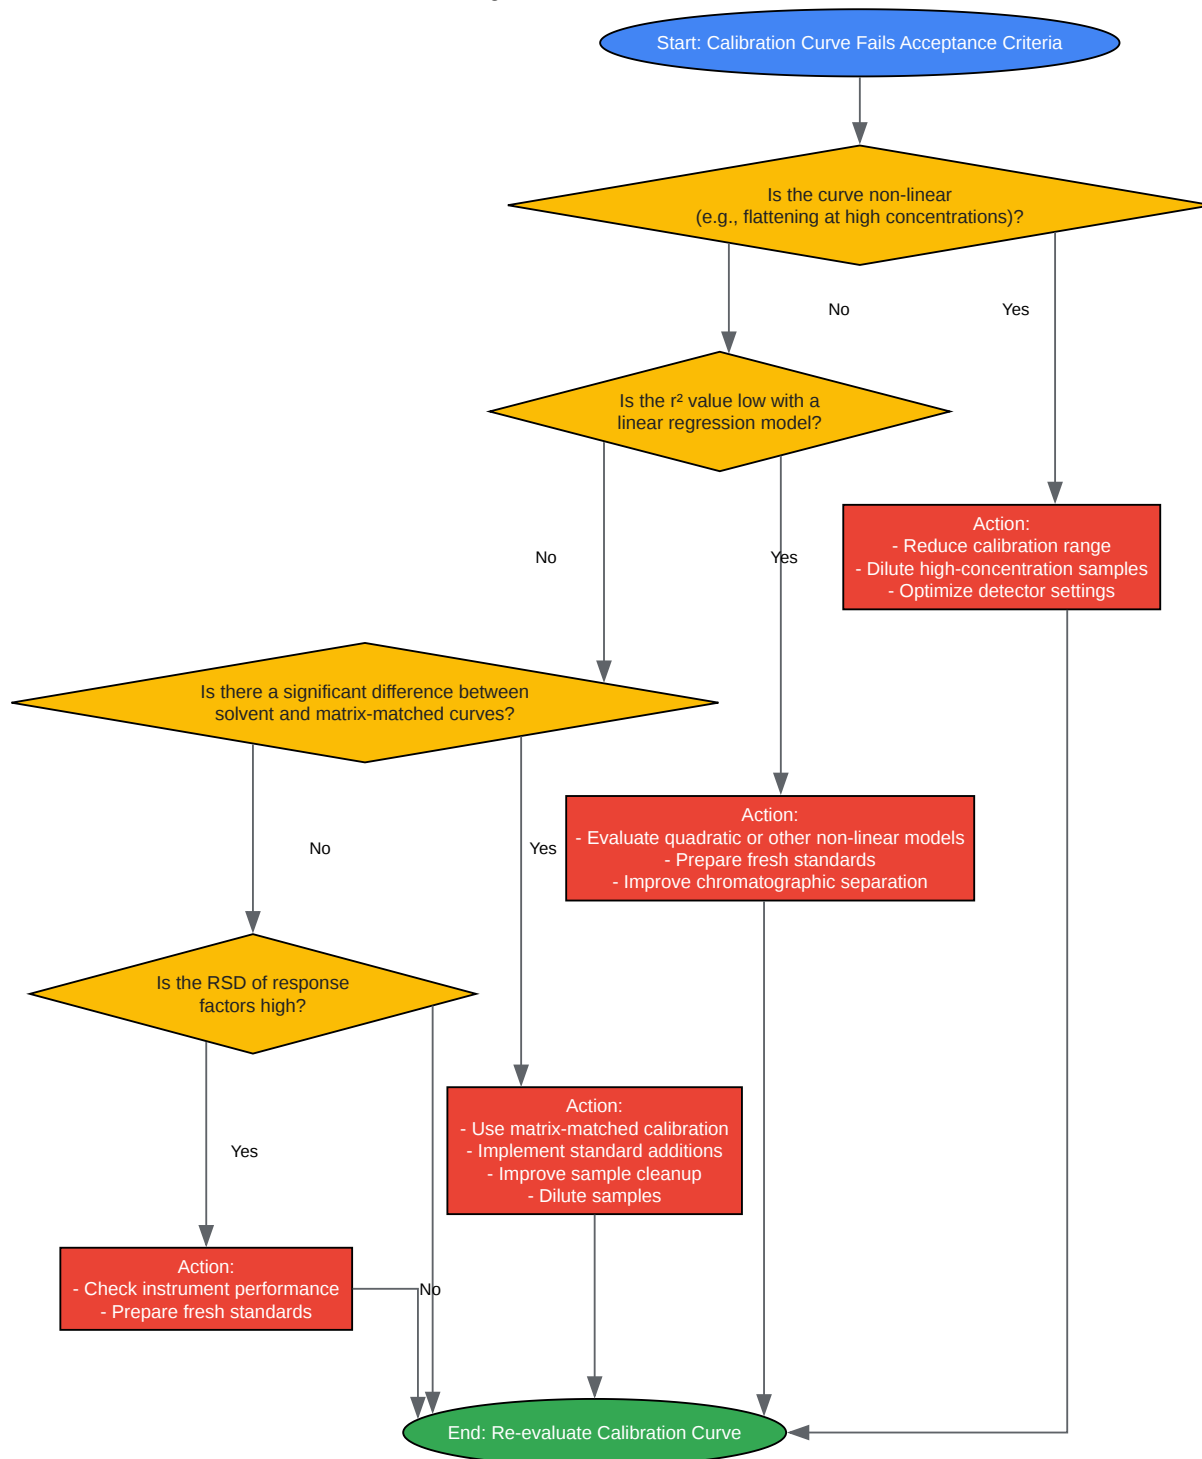 Start: Calibration Curve Fails Acceptance Criteria
Is the curve non-linear
(e.g., flattening at high concentrations)?
No
Yes
Is the r² value low with a
linear regression model?
Action:
- Reduce calibration range
- Dilute high-concentration samples
- Optimize detector settings
No
Yes
Is there a significant difference between
solvent and matrix-matched curves?
Action:
- Evaluate quadratic or other non-linear models
- Prepare fresh standards
- Improve chromatographic separation
No
Yes
Is the RSD of response
factors high?
Action:
- Use matrix-matched calibration
- Implement standard additions
- Improve sample cleanup
- Dilute samples
Yes
Action:
- Check instrument performance
- Prepare fresh standards
No
End: Re-evaluate Calibration Curve